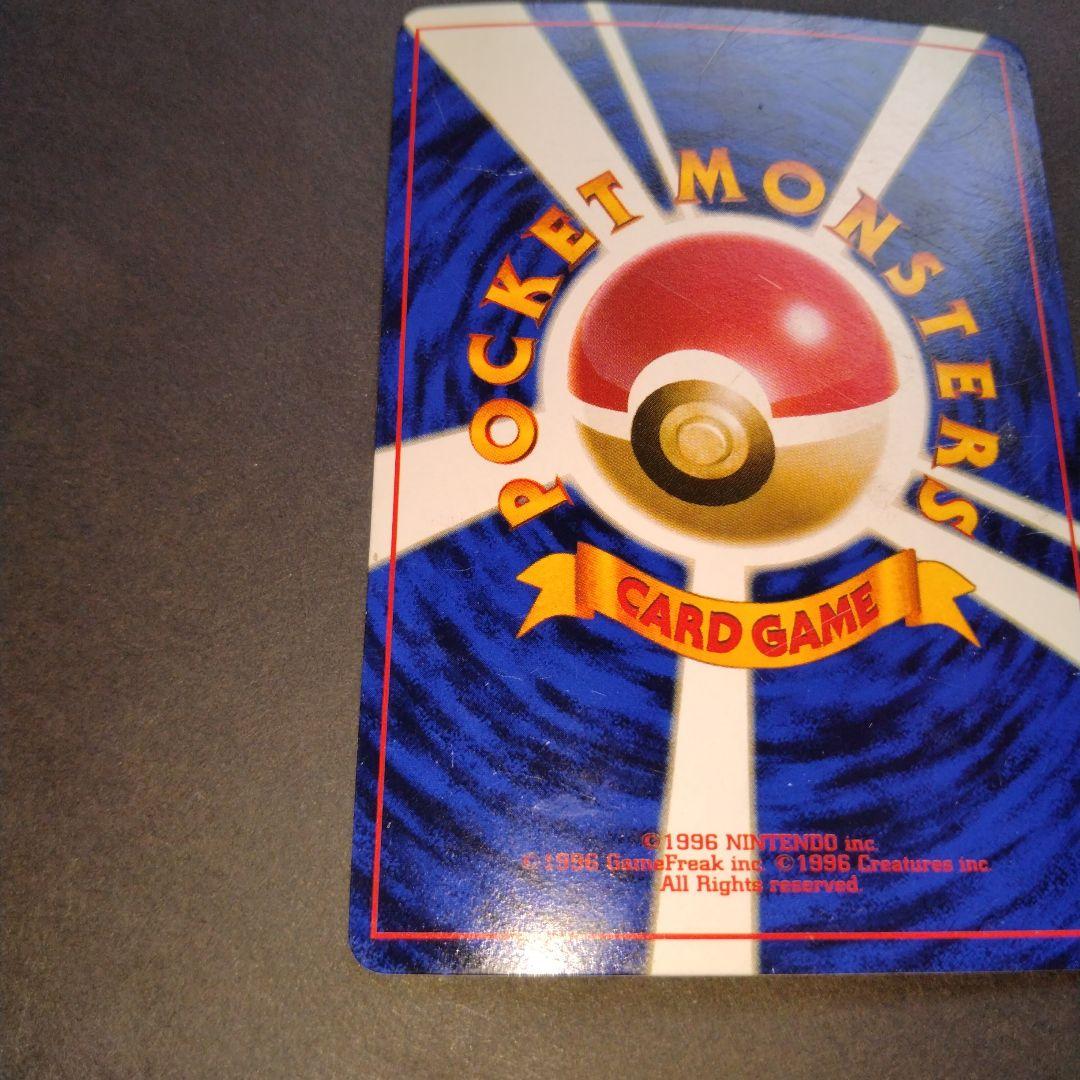 POCKET MONSTERS
CARD GAME
©1996 NINTENDO inc.
©1996 GameFreak inc. ©1996 Creatures inc.
All Rights reserved.